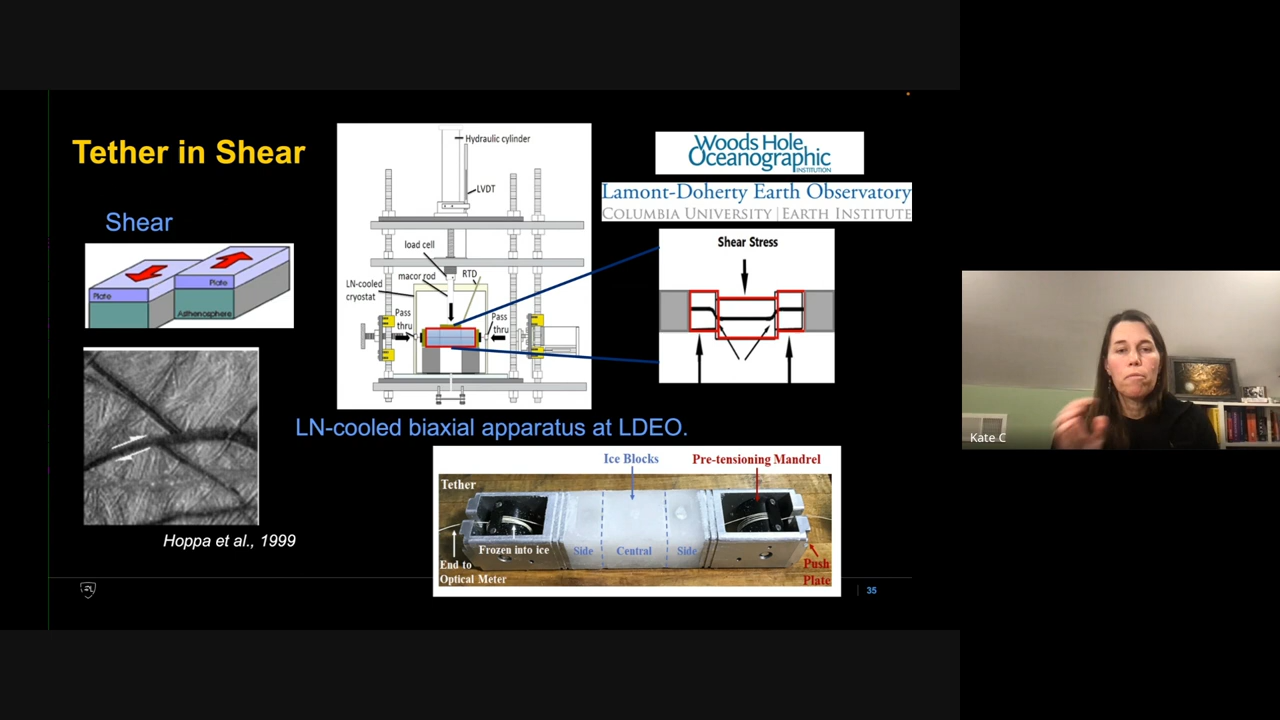 Tether in Shear
Shear
Plate
Plate
Asthenosphere
Hoppa et al., 1999
Hydraulic cylinder
LVDT
load cell
macor rod
RTD
LN-cooled
cryostat
Pass
thru
Pass
thru
Woods Hole
Oceanographic
INSTITUTION
Lamont-Doherty Earth Observatory
COLUMBIA UNIVERSITY | EARTH INSTITUTE
Shear Stress
LN-cooled biaxial apparatus at LDEO.
Ice Blocks
Pre-tensioning Mandrel
Tether
Frozen into ice
Side
Central
Side
End to
Optical Meter
Push
Plate
35
Kate C